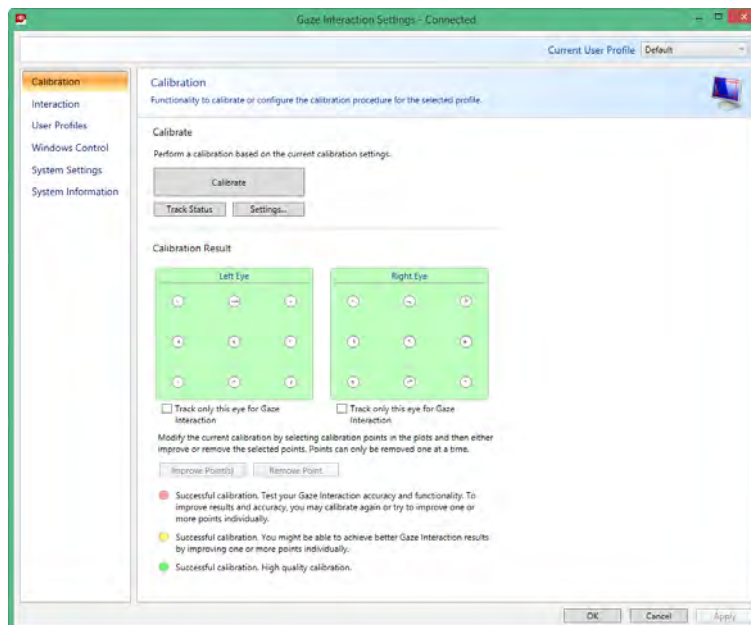 Gaze Interaction Settings - Connected
Current User Profile Default
Calibration
Interaction
User Profiles
Windows Control
System Settings
System Information
Calibration
Functionality to calibrate or configure the calibration procedure for the selected profile.
Calibrate
Perform a calibration based on the current calibration settings.
Calibrate
Track Status Settings...
Calibration Result
Left Eye Right Eye
Track only this eye for Gaze
Interaction
Track only this eye for Gaze
Interaction
Modify the current calibration by selecting calibration points in the plots and then either
improve or remove the selected points. Points can only be removed one at a time.
Improve Point(s) Remove Point
Successful calibration. Test your Gaze Interaction accuracy and functionality. To
improve results and accuracy, you may calibrate again or try to improve one or
more points individually.
Successful calibration. You might be able to achieve better Gaze Interaction results
by improving one or more points individually.
Successful calibration. High quality calibration.
OK Cancel Apply